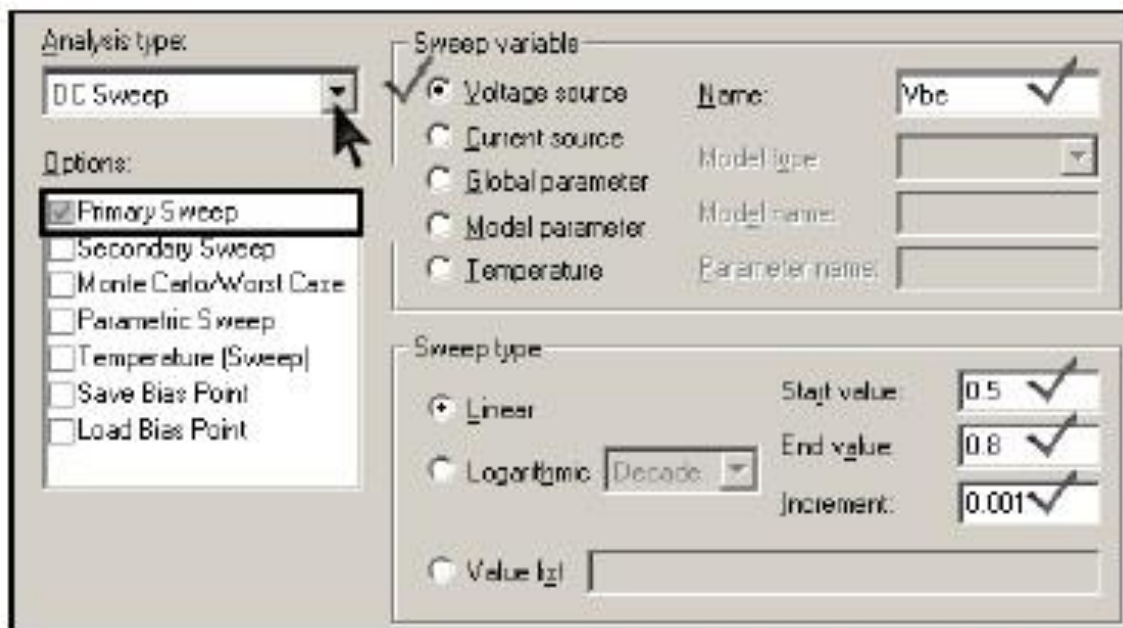 Analysis type:
DC Sweep
Options:
Primary Sweep
Secondary Sweep
Monte Carlo/Worst Case
Parametric Sweep
Temperature (Sweep)
Save Bias Point
Load Bias Point
Sweep variable
Voltage source
Current source
Global parameter
Model parameter
Temperature
Name:
Vbe
Model type:
Model name:
Parameter name:
Sweep type
Linear
Logarithmic
Decade
Value list
Start value:
0.5
End value:
0.8
Increment:
0.001